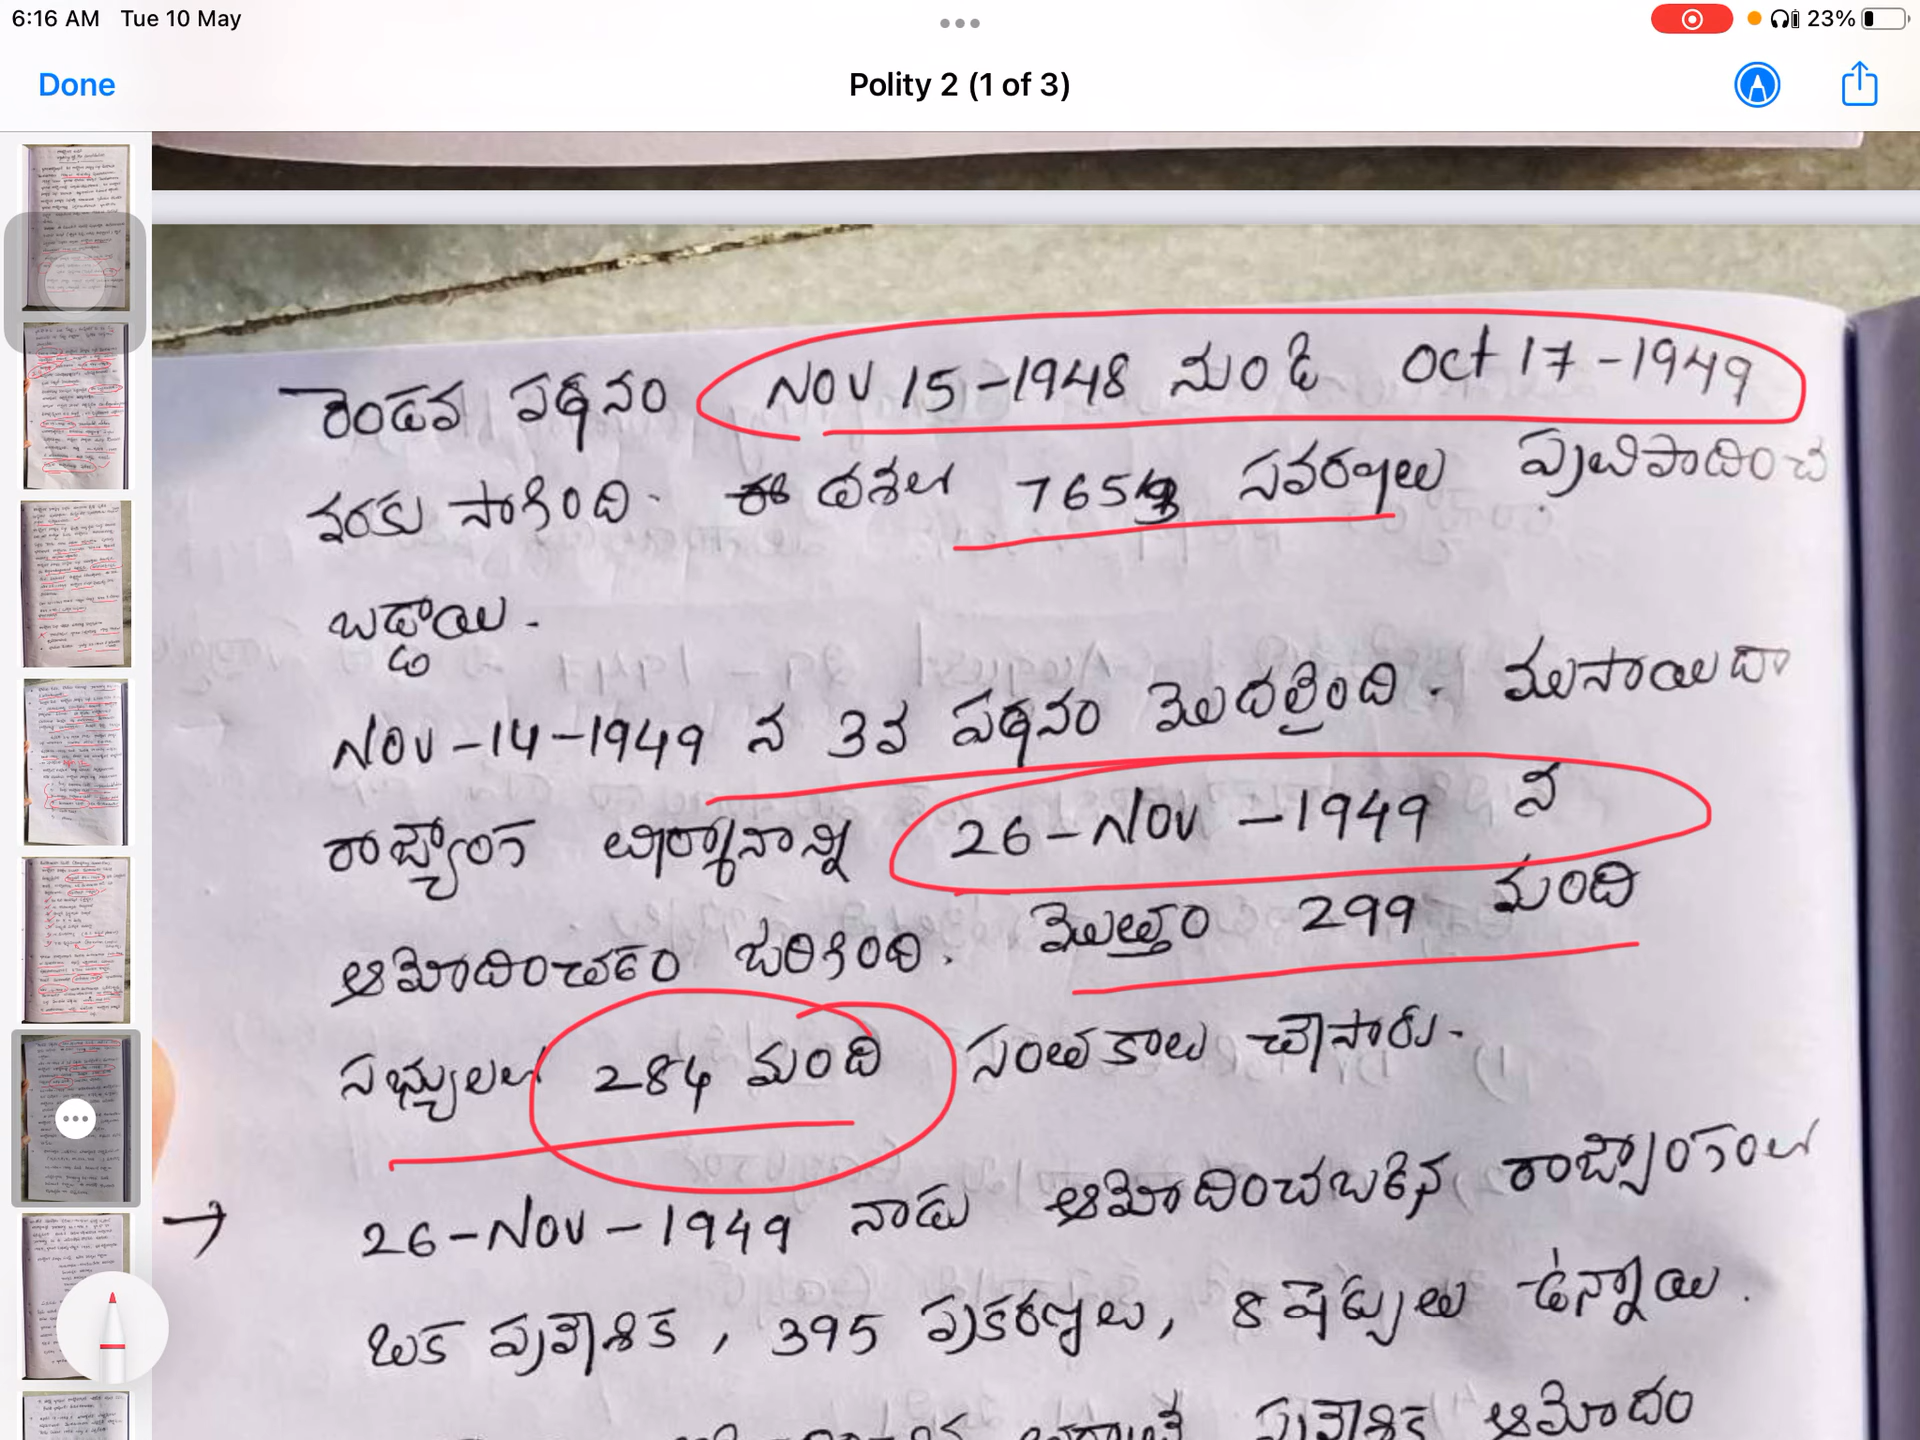 6:16 AM Tue 10 May
23%
Done
Polity 2 (1 of 3)
రెండవ పఠనం Nov 15-1948 నుండి Oct 17-1949
వరకు సాగింది. ఈ దశలో 7653 సవరణలు ప్రతిపాదించ
బడ్డాయి.
Nov-14-1949 న 3వ పఠనం మొదలైంది. ముసాయిదా
రాజ్యాంగ తీర్మానాన్ని 26-Nov-1949 న
ఆమోదించడం జరిగింది. మొత్తం 299 మంది
సభ్యులలో 284 మంది సంతకాలు చేసారు.
→ 26-Nov-1949 నాడు ఆమోదించబడిన రాజ్యాంగంలో
ఒక ప్రవేశిక, 395 ప్రకరణలు, 8 షెడ్యులు ఉన్నాయి.
ప్రవేశిక ఆమోదం